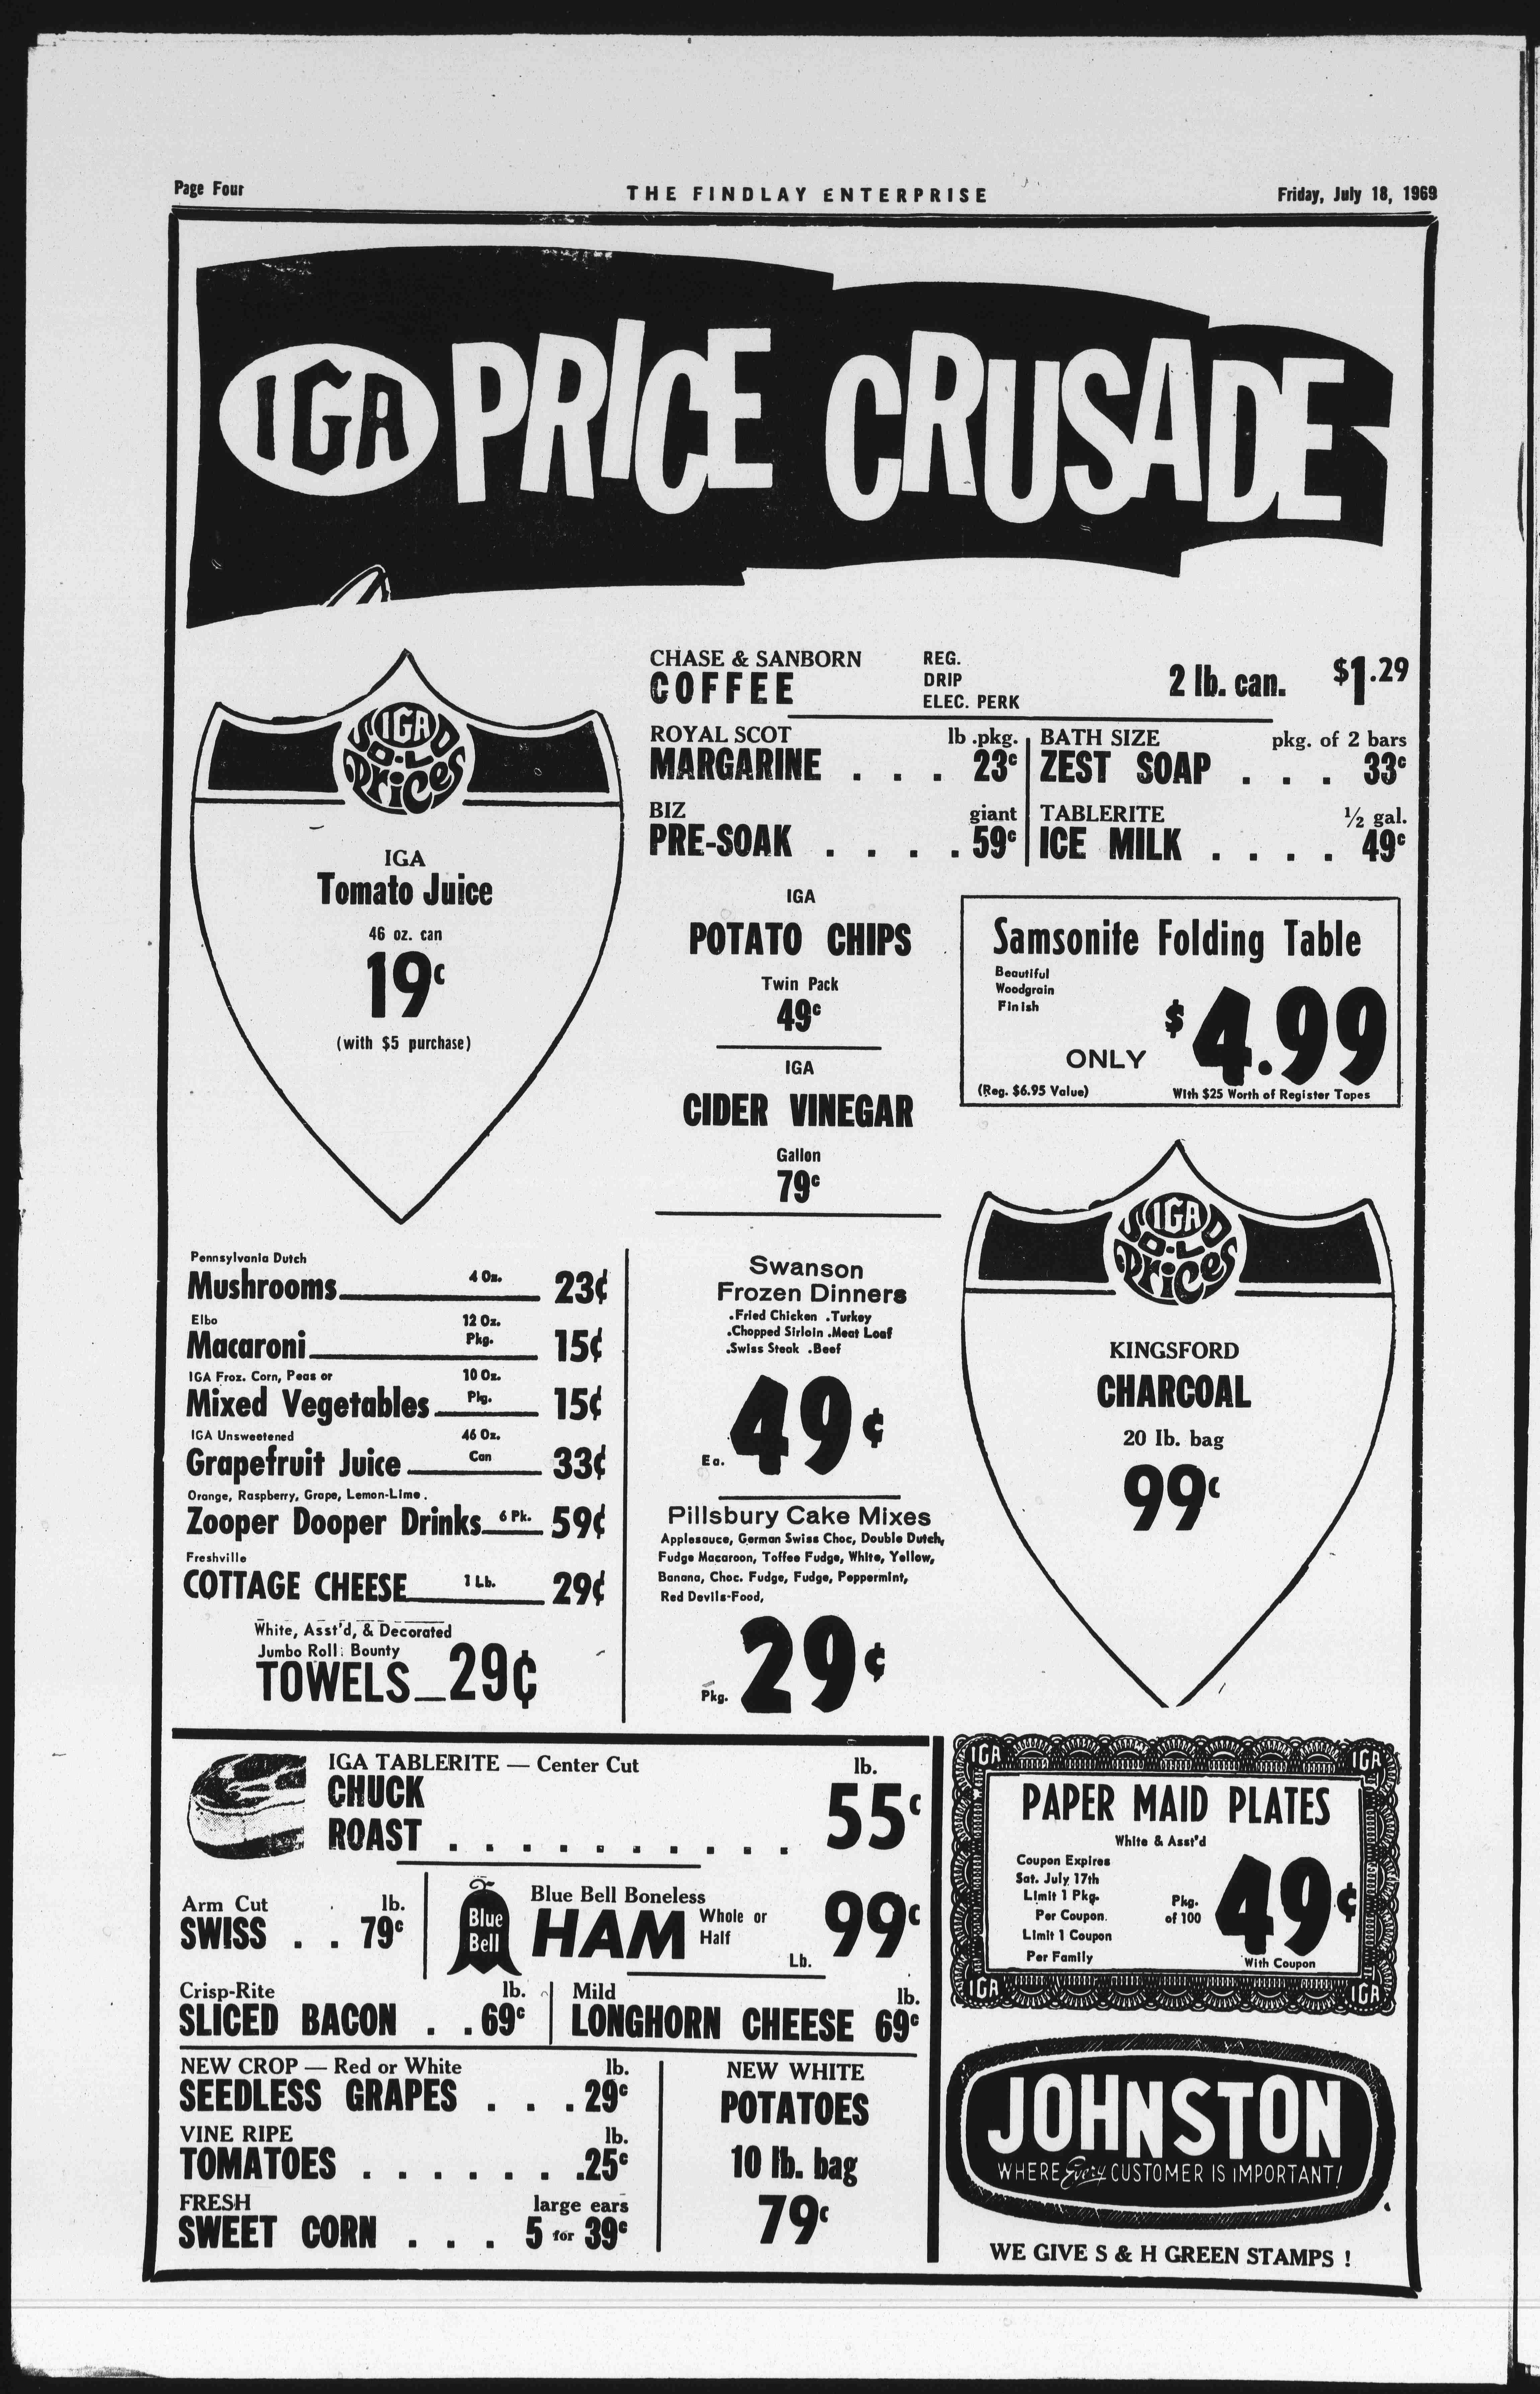 Page Four
THE FINDLAY ENTERPRISE
Friday, July 18, 1969
IGA PRICE CRUSADE
IGA
SO-LO
Prices
IGA
Tomato Juice
46 oz. can
19¢
(with $5 purchase)
CHASE & SANBORN
COFFEE
REG.
DRIP
ELEC. PERK
2 lb. can. $1.29
ROYAL SCOT lb .pkg.
MARGARINE . . . 23¢
BIZ giant
PRE-SOAK . . . . 59¢
BATH SIZE pkg. of 2 bars
ZEST SOAP . . . 33¢
TABLERITE ½ gal.
ICE MILK . . . . 49¢
IGA
POTATO CHIPS
Twin Pack
49¢
IGA
CIDER VINEGAR
Gallon
79¢
Samsonite Folding Table
Beautiful
Woodgrain
Finish
ONLY $4.99
(Reg. $6.95 Value) With $25 Worth of Register Tapes
Pennsylvania Dutch
Mushrooms 4 Oz. 23¢
Elbo 12 Oz.
Macaroni Pkg. 15¢
IGA Froz. Corn, Peas or 10 Oz.
Mixed Vegetables Pkg. 15¢
IGA Unsweetened 46 Oz.
Grapefruit Juice Can 33¢
Orange, Raspberry, Grape, Lemon-Lime.
Zooper Dooper Drinks 6 Pk. 59¢
Freshville
COTTAGE CHEESE 1 Lb. 29¢
White, Asst'd, & Decorated
Jumbo Roll: Bounty
TOWELS 29¢
Swanson
Frozen Dinners
.Fried Chicken .Turkey
.Chopped Sirloin .Meat Loaf
.Swiss Steak .Beef
Ea. 49¢
Pillsbury Cake Mixes
Applesauce, German Swiss Choc, Double Dutch,
Fudge Macaroon, Toffee Fudge, White, Yellow,
Banana, Choc. Fudge, Fudge, Peppermint,
Red Devils-Food,
Pkg. 29¢
IGA
SO-LO
Prices
KINGSFORD
CHARCOAL
20 lb. bag
99¢
IGA TABLERITE — Center Cut lb.
CHUCK
ROAST . . . . . . . . . . . 55¢
Arm Cut lb.
SWISS . . 79¢
Blue
Bell
Blue Bell Boneless
HAM Whole or
Half
Lb. 99¢
Crisp-Rite lb.
SLICED BACON . . 69¢
Mild lb.
LONGHORN CHEESE 69¢
NEW CROP — Red or White lb.
SEEDLESS GRAPES . . . 29¢
VINE RIPE lb.
TOMATOES . . . . . . . .25¢
FRESH large ears
SWEET CORN . . . 5 for 39¢
NEW WHITE
POTATOES
10 lb. bag
79¢
IGA IGA
PAPER MAID PLATES
White & Asst'd
Coupon Expires
Sat. July 17th
Limit 1 Pkg.
Per Coupon.
Limit 1 Coupon
Per Family
Pkg.
of 100
49¢
With Coupon
IGA IGA
JOHNSTON
WHERE Every CUSTOMER IS IMPORTANT!
WE GIVE S & H GREEN STAMPS !